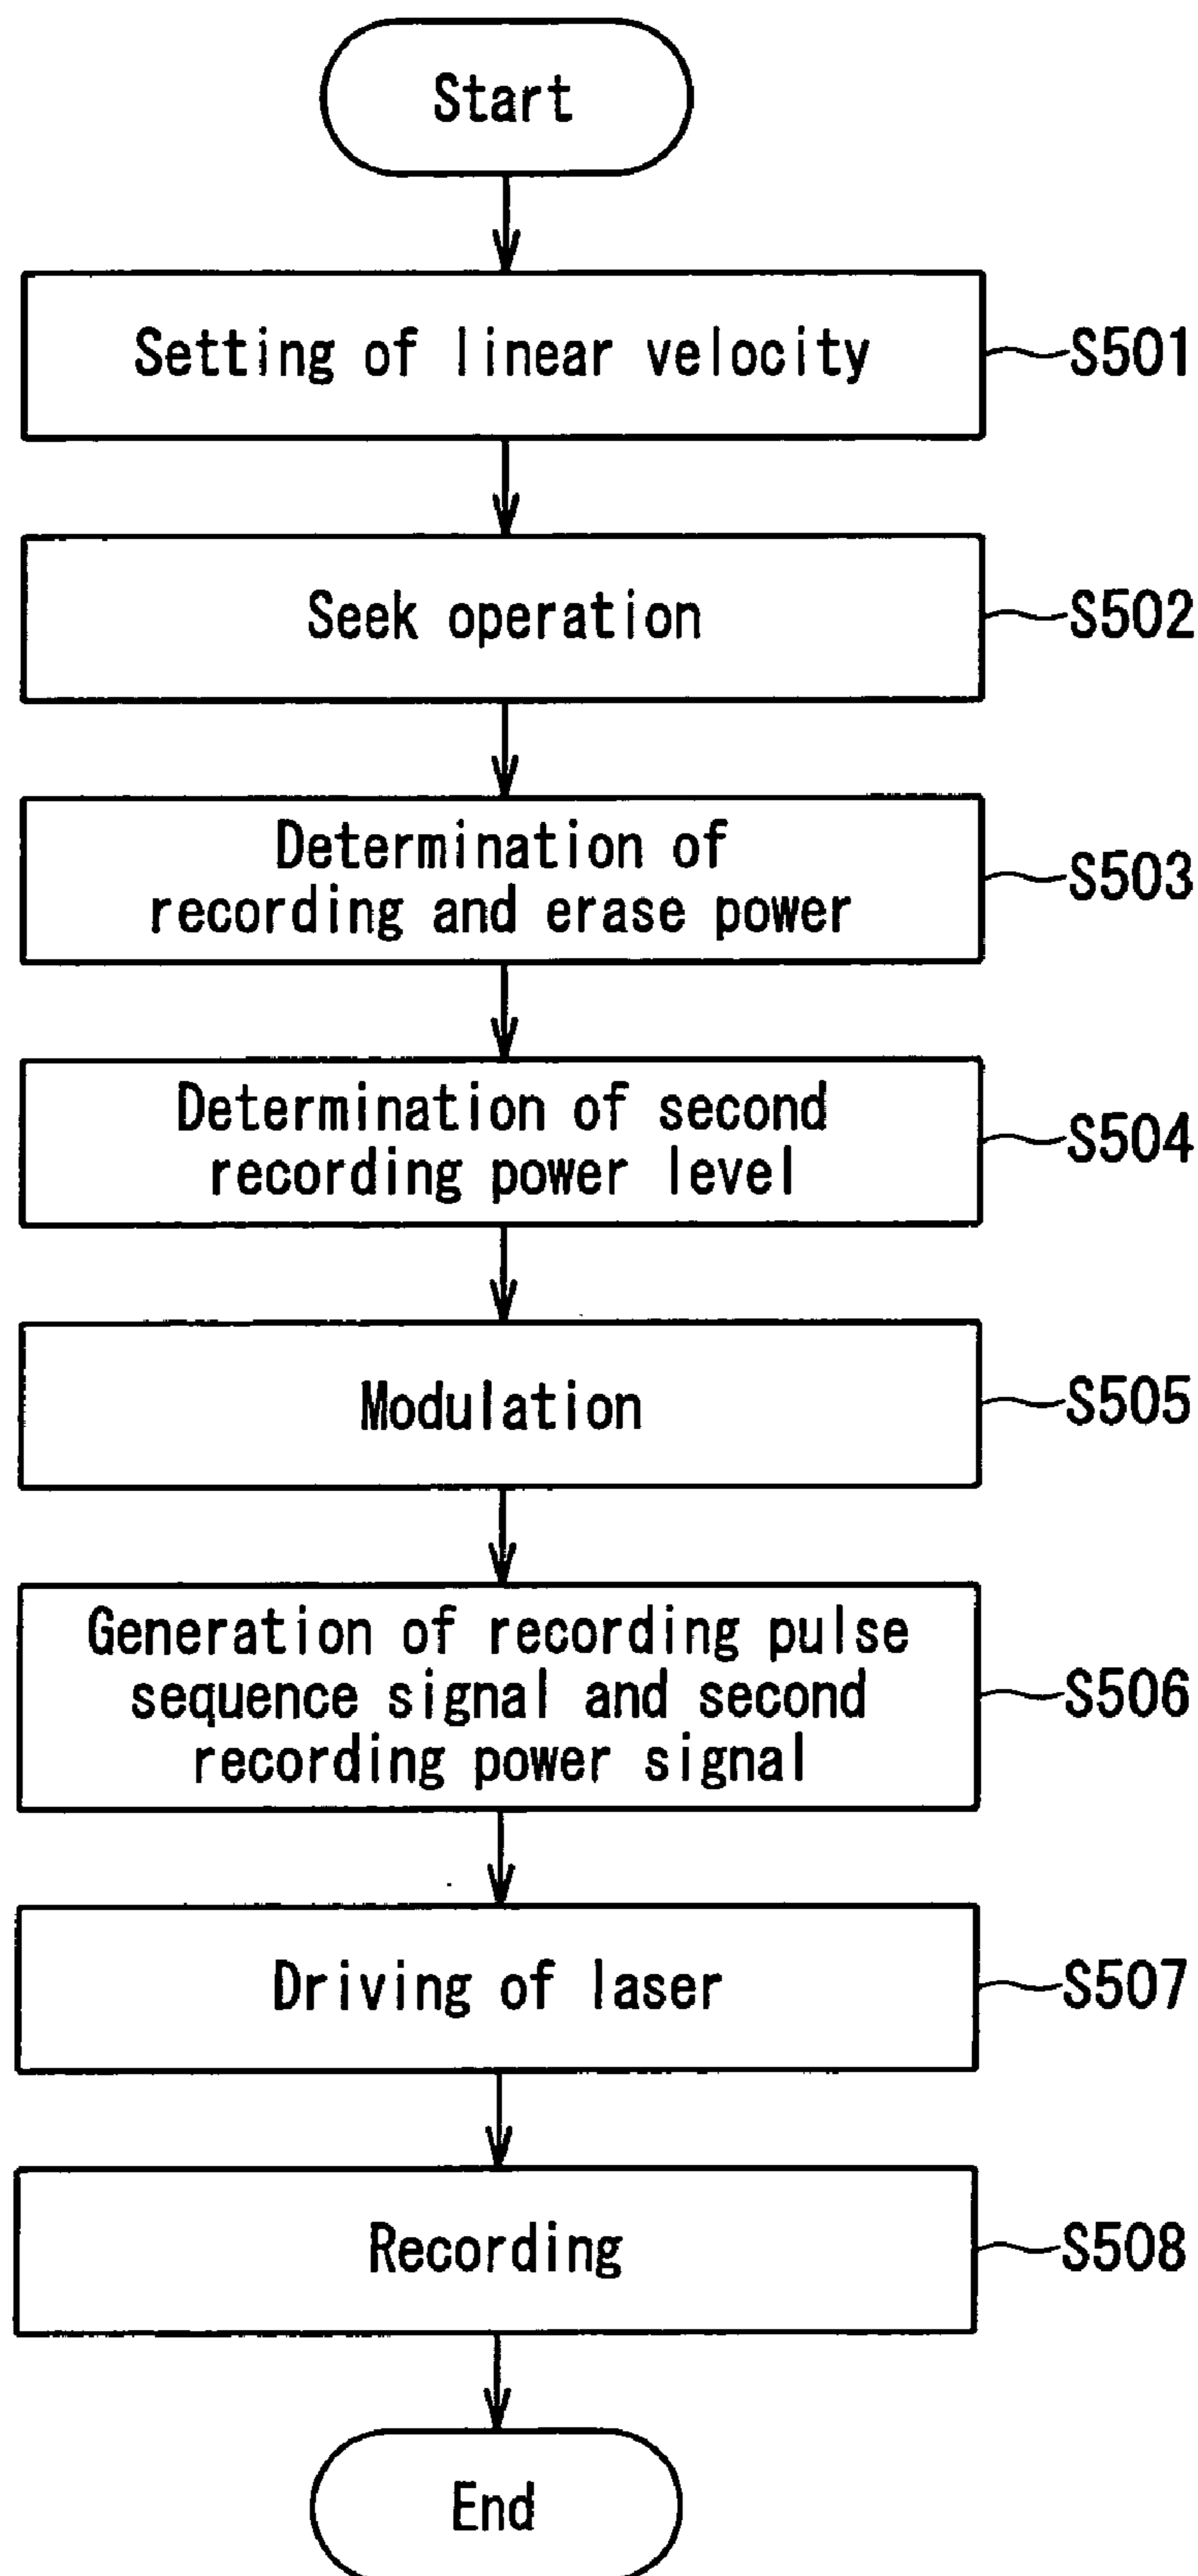 Start
Setting of linear velocity
S501
Seek operation
S502
Determination of
recording and erase power
S503
Determination of second
recording power level
S504
Modulation
S505
Generation of recording pulse
sequence signal and second
recording power signal
S506
Driving of laser
S507
Recording
S508
End